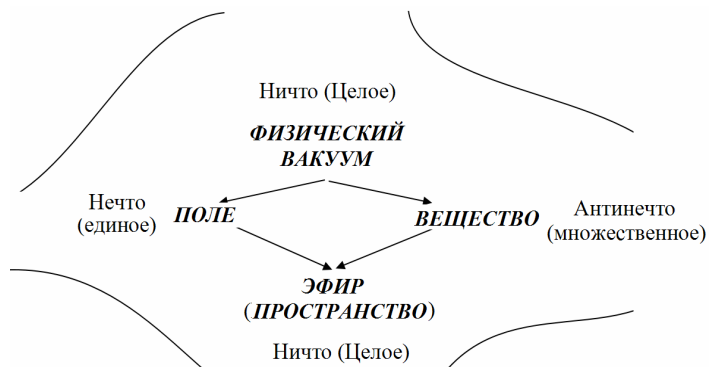 Ничто (Целое)
ФИЗИЧЕСКИЙ
ВАКУУМ
Нечто
(единое)
ПОЛЕ
ВЕЩЕСТВО
Антинечто
(множественное)
ЭФИР
(ПРОСТРАНСТВО)
Ничто (Целое)